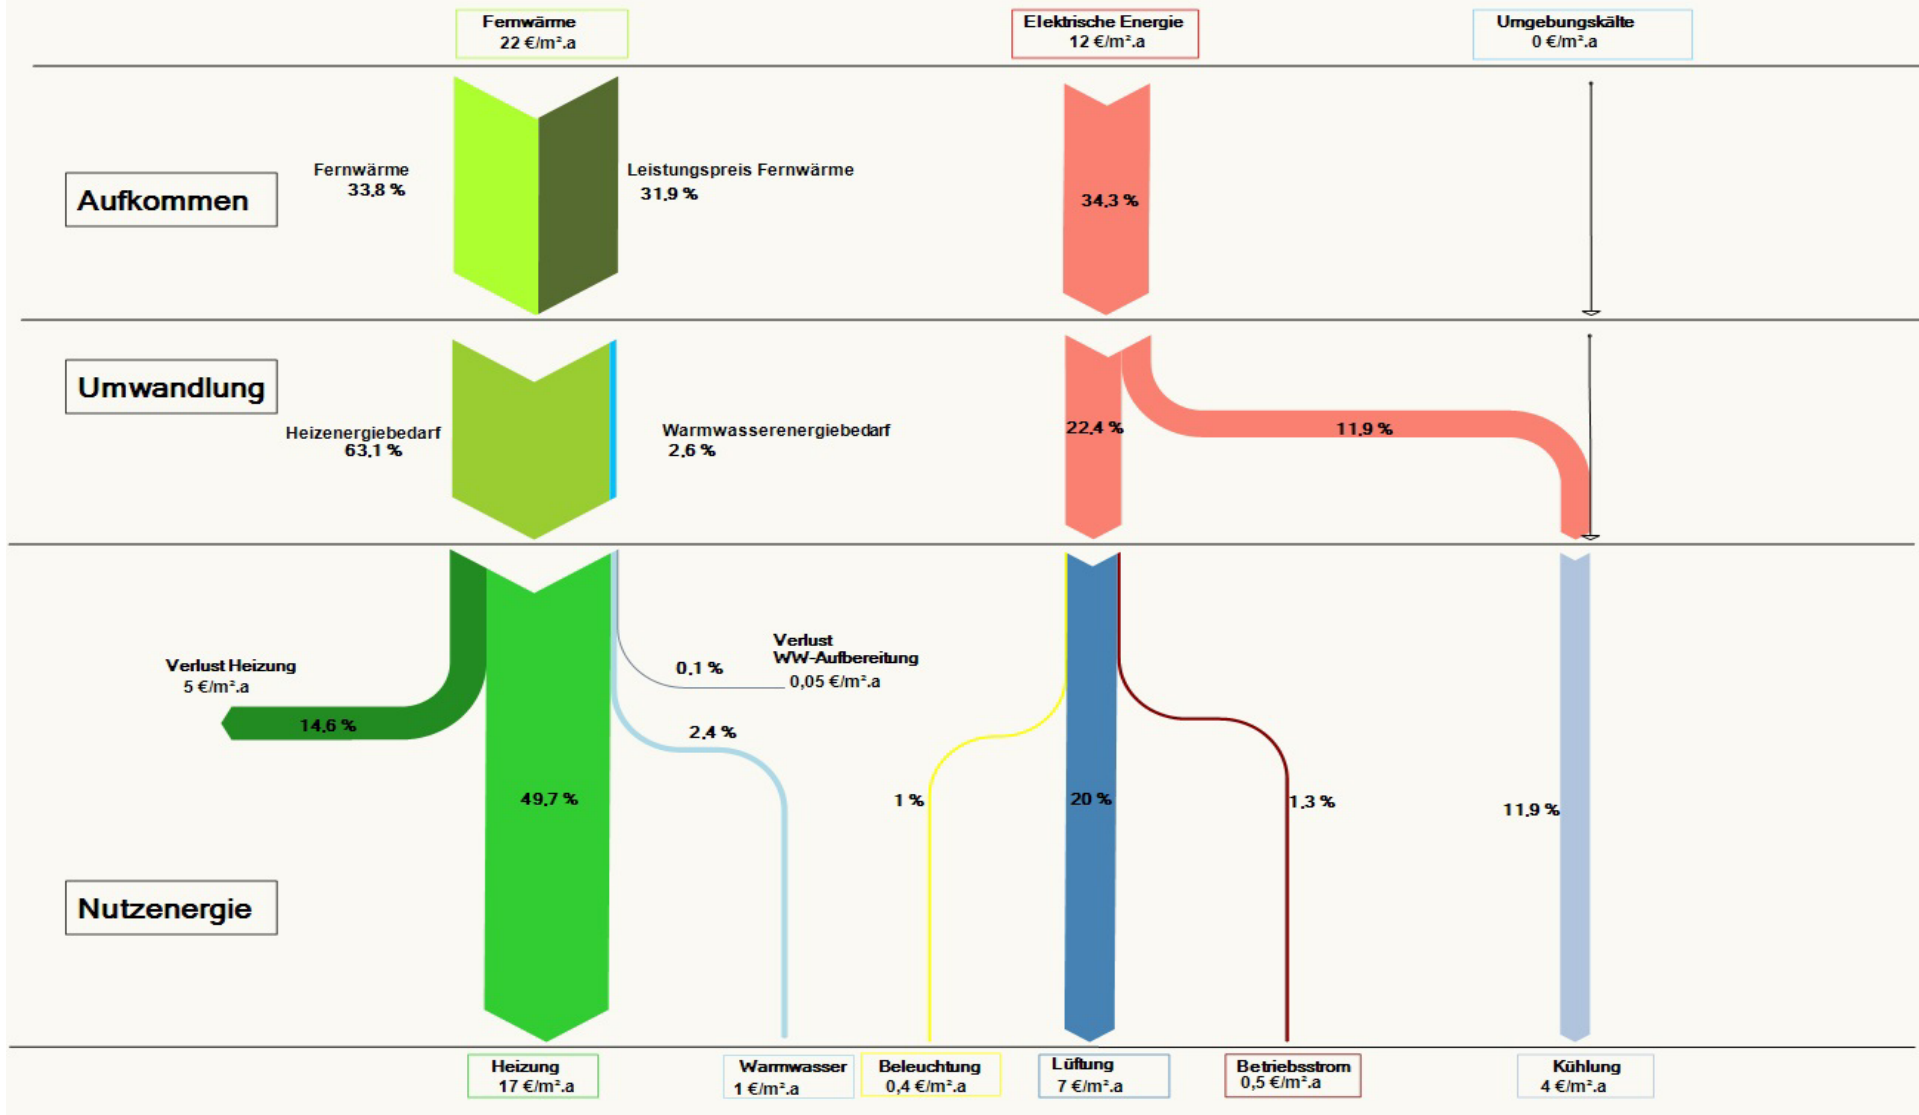 Fernwärme
22 €/m².a
Elektrische Energie
12 €/m².a
Umgebungskälte
0 €/m².a
Aufkommen
Fernwärme
33,8 %
Leistungspreis Fernwärme
31,9 %
34,3 %
Umwandlung
Heizenergiebedarf
63,1 %
Warmwasserenergiebedarf
2,6 %
22,4 %
11,9 %
Verlust Heizung
5 €/m².a
14,6 %
Verlust
WW-Aufbereitung
0,05 €/m².a
0,1 %
2,4 %
49,7 %
1 %
20 %
1,3 %
11,9 %
Nutzenergie
Heizung
17 €/m².a
Warmwasser
1 €/m².a
Beleuchtung
0,4 €/m².a
Lüftung
7 €/m².a
Betriebsstrom
0,5 €/m².a
Kühlung
4 €/m².a